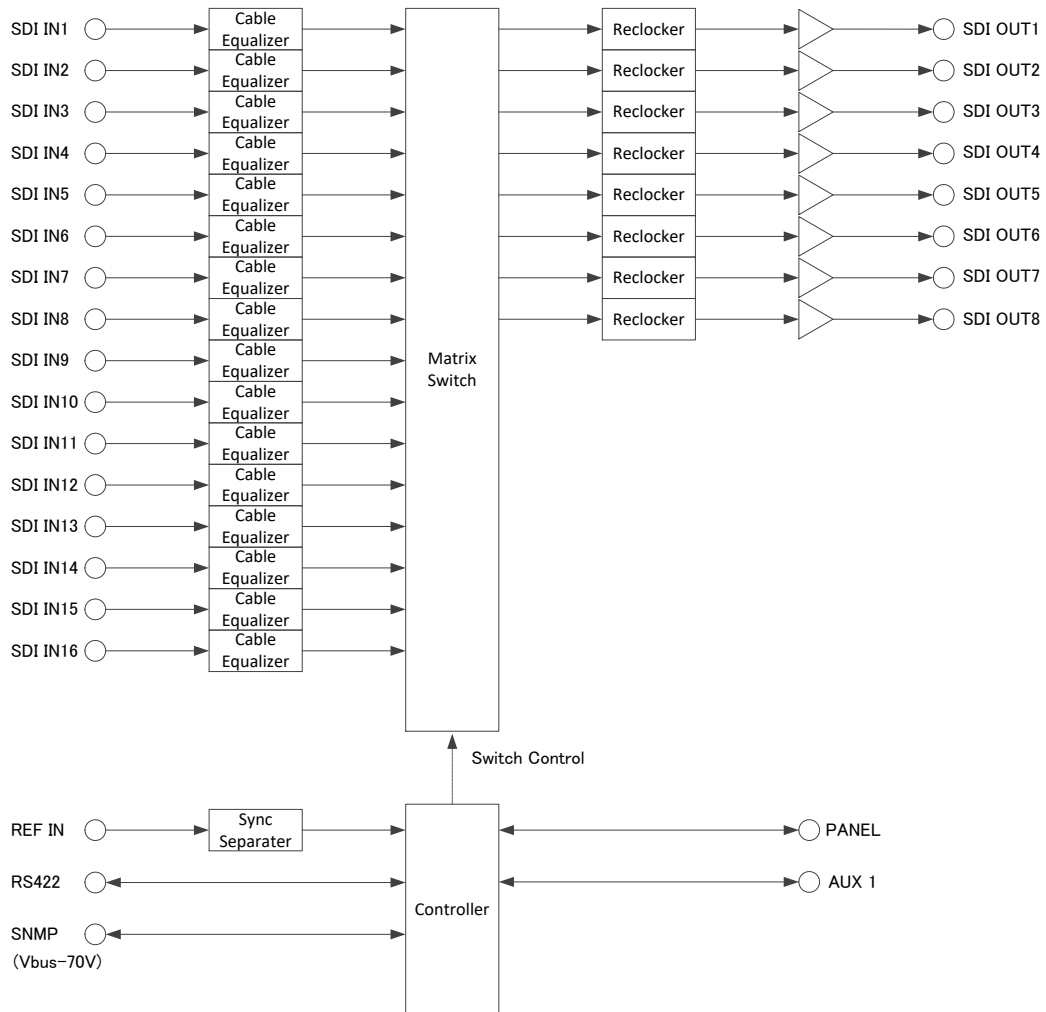 SDI IN1
Cable
Equalizer
Reclocker
SDI OUT1
SDI IN2
Cable
Equalizer
Reclocker
SDI OUT2
SDI IN3
Cable
Equalizer
Reclocker
SDI OUT3
SDI IN4
Cable
Equalizer
Reclocker
SDI OUT4
SDI IN5
Cable
Equalizer
Reclocker
SDI OUT5
SDI IN6
Cable
Equalizer
Reclocker
SDI OUT6
SDI IN7
Cable
Equalizer
Reclocker
SDI OUT7
SDI IN8
Cable
Equalizer
Reclocker
SDI OUT8
SDI IN9
Cable
Equalizer
Matrix
Switch
SDI IN10
Cable
Equalizer
SDI IN11
Cable
Equalizer
SDI IN12
Cable
Equalizer
SDI IN13
Cable
Equalizer
SDI IN14
Cable
Equalizer
SDI IN15
Cable
Equalizer
SDI IN16
Cable
Equalizer
Switch Control
REF IN
Sync
Separater
PANEL
RS422
AUX 1
Controller
SNMP
(Vbus-70V)